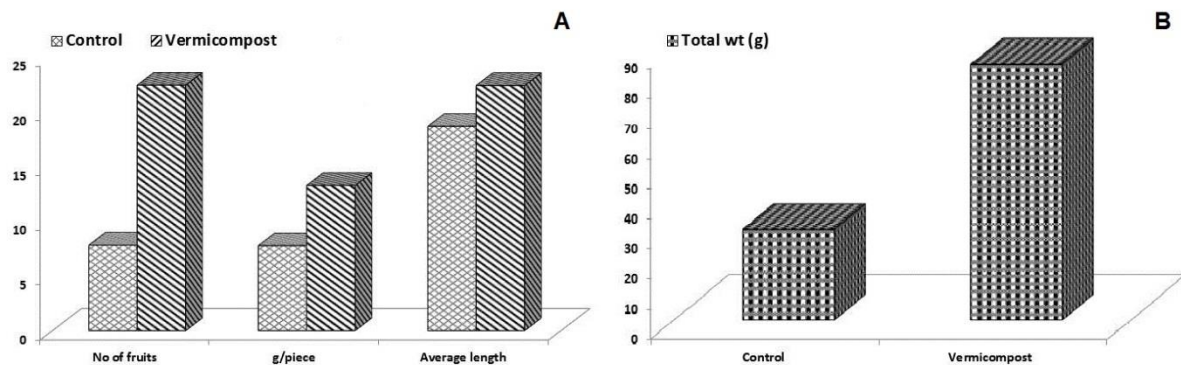 A
Control Vermicompost
25
20
15
10
5
0
No of fruits g/piece Average length
B
Total wt (g)
90
80
70
60
50
40
30
20
10
0
Control Vermicompost